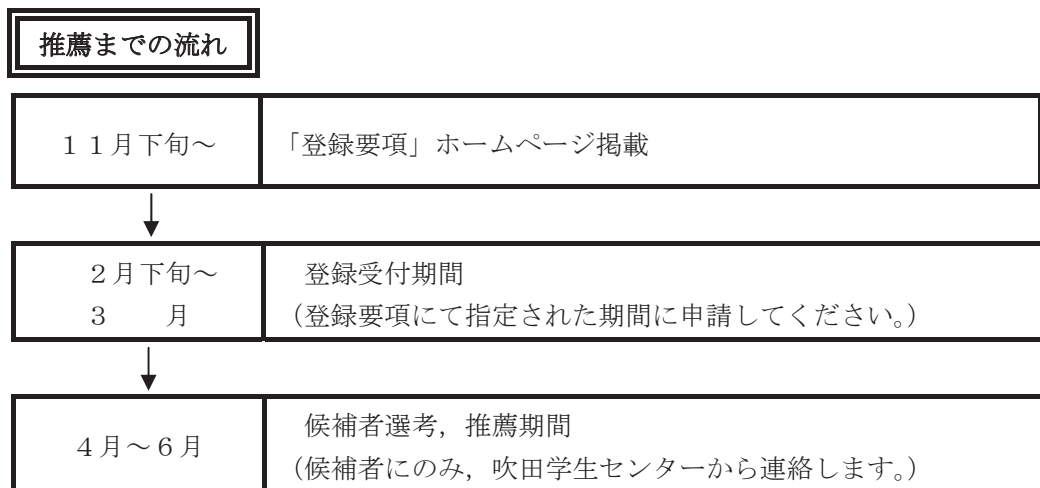 推薦までの流れ
１１月下旬～
「登録要項」ホームページ掲載
２月下旬～
３　　月
登録受付期間
（登録要項にて指定された期間に申請してください。）
４月～６月
候補者選考，推薦期間
（候補者にのみ，吹田学生センターから連絡します。）